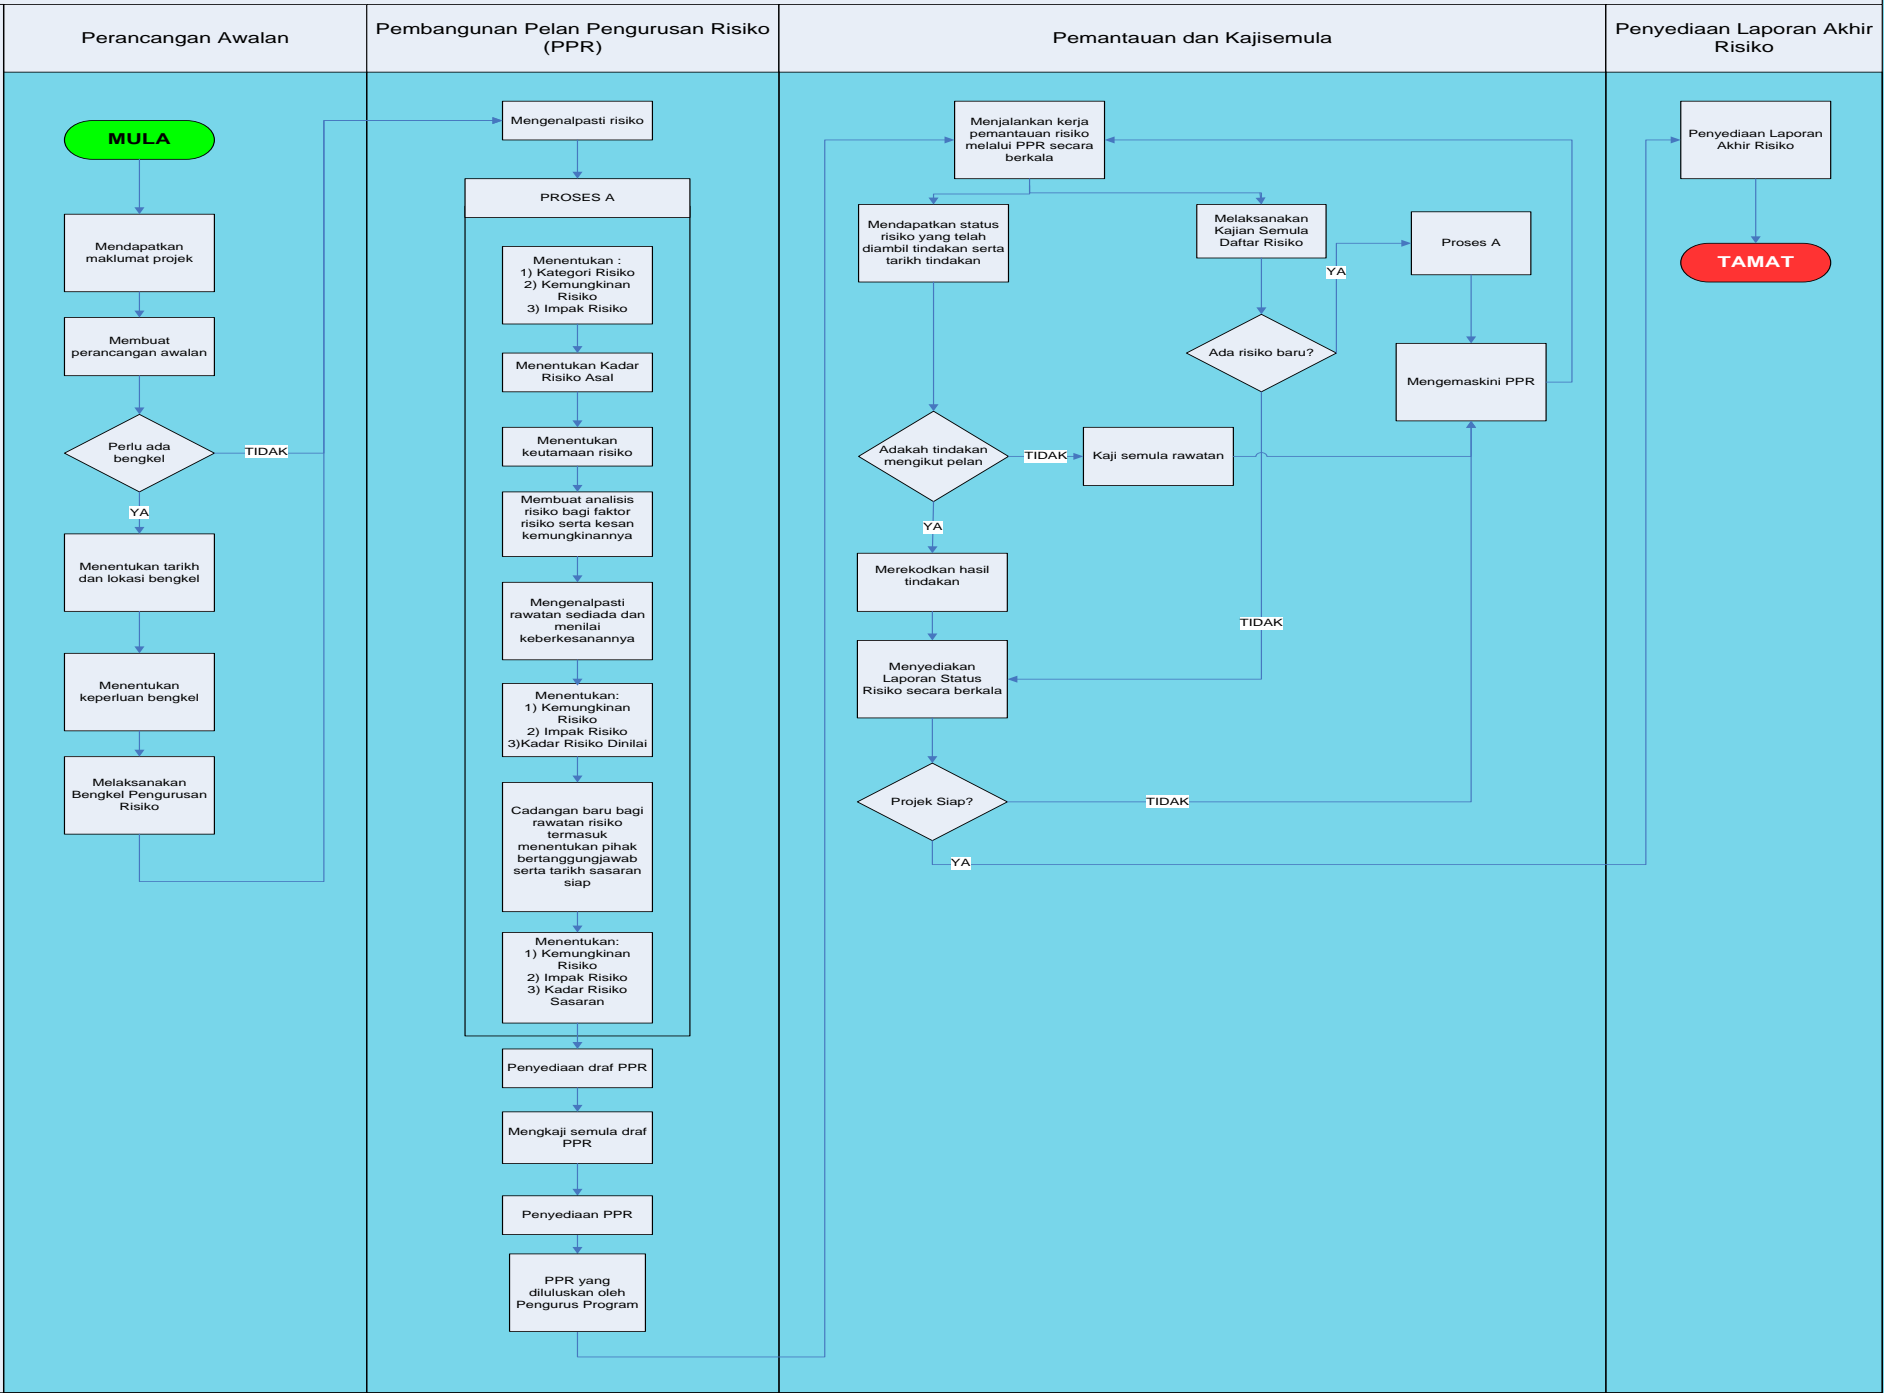 Perancangan Awalan
Pembangunan Pelan Pengurusan Risiko
(PPR)
Pemantauan dan Kajisemula
Penyediaan Laporan Akhir
Risiko
MULA
Mendapatkan
maklumat projek
Membuat
perancangan awalan
Perlu ada
bengkel
TIDAK
YA
Menentukan tarikh
dan lokasi bengkel
Menentukan
keperluan bengkel
Melaksanakan
Bengkel Pengurusan
Risiko
Mengenalpasti risiko
PROSES A
Menentukan :
1) Kategori Risiko
2) Kemungkinan
Risiko
3) Impak Risiko
Menentukan Kadar
Risiko Asal
Menentukan
keutamaan risiko
Membuat analisis
risiko bagi faktor
risiko serta kesan
kemungkinannya
Mengenalpasti
rawatan sediada dan
menilai
keberkesanannya
Menentukan:
1) Kemungkinan
Risiko
2) Impak Risiko
3)Kadar Risiko Dinilai
Cadangan baru bagi
rawatan risiko
termasuk
menentukan pihak
bertanggungjawab
serta tarikh sasaran
siap
Menentukan:
1) Kemungkinan
Risiko
2) Impak Risiko
3) Kadar Risiko
Sasaran
Penyediaan draf PPR
Mengkaji semula draf
PPR
Penyediaan PPR
PPR yang
diluluskan oleh
Pengurus Program
Menjalankan kerja
pemantauan risiko
melalui PPR secara
berkala
Mendapatkan status
risiko yang telah
diambil tindakan serta
tarikh tindakan
Melaksanakan
Kajian Semula
Daftar Risiko
Proses A
YA
Ada risiko baru?
Mengemaskini PPR
Adakah tindakan
mengikut pelan
TIDAK
Kaji semula rawatan
YA
Merekodkan hasil
tindakan
TIDAK
Menyediakan
Laporan Status
Risiko secara berkala
Projek Siap?
TIDAK
YA
Penyediaan Laporan
Akhir Risiko
TAMAT